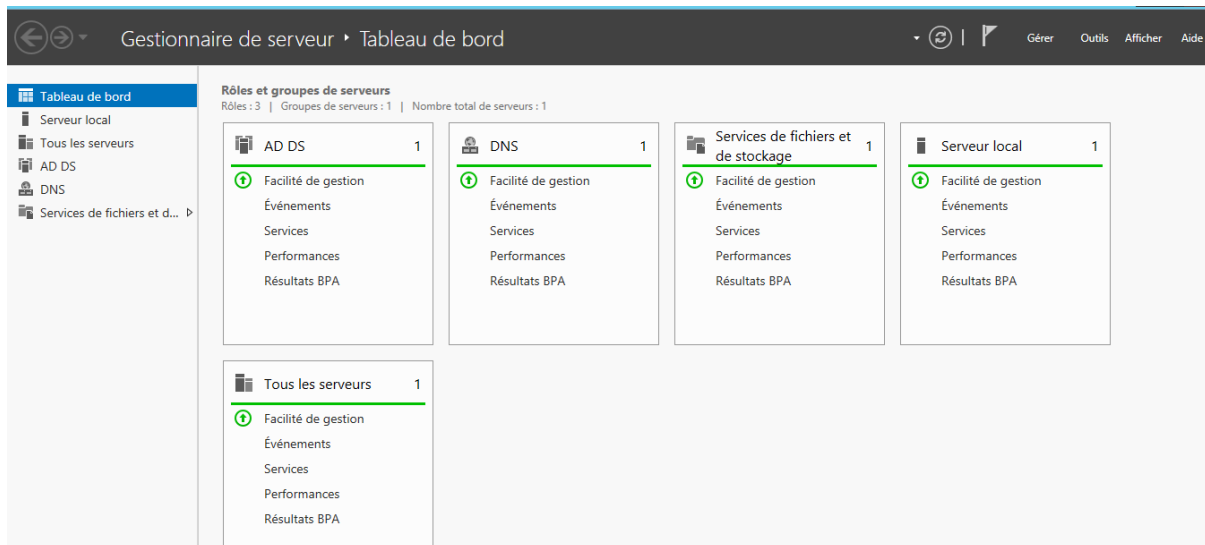 Gestionnaire de serveur ‣ Tableau de bord
Gérer Outils Afficher Aide
Tableau de bord
Serveur local
Tous les serveurs
AD DS
DNS
Services de fichiers et d...
Rôles et groupes de serveurs
Rôles : 3 | Groupes de serveurs : 1 | Nombre total de serveurs : 1
AD DS 1
Facilité de gestion
Événements
Services
Performances
Résultats BPA
DNS 1
Facilité de gestion
Événements
Services
Performances
Résultats BPA
Services de fichiers et
de stockage 1
Facilité de gestion
Événements
Services
Performances
Résultats BPA
Serveur local 1
Facilité de gestion
Événements
Services
Performances
Résultats BPA
Tous les serveurs 1
Facilité de gestion
Événements
Services
Performances
Résultats BPA